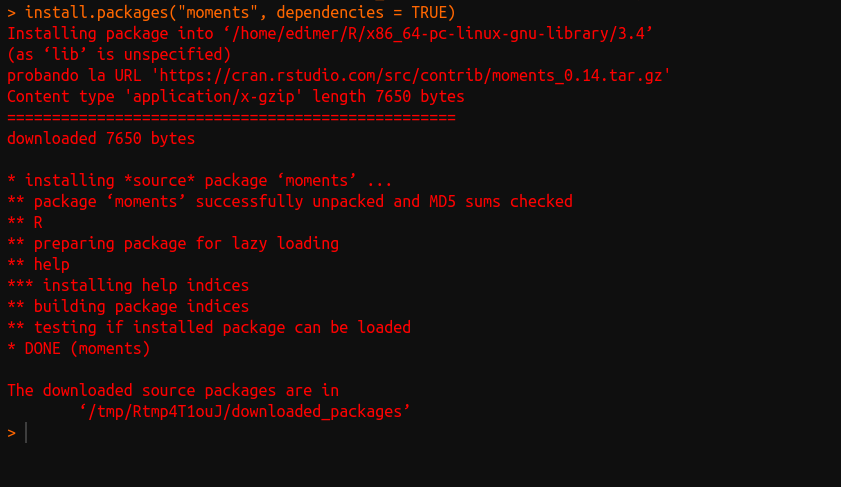 > install.packages("moments", dependencies = TRUE)
Installing package into ‘/home/edimer/R/x86_64-pc-linux-gnu-library/3.4’
(as ‘lib’ is unspecified)
probando la URL 'https://cran.rstudio.com/src/contrib/moments_0.14.tar.gz'
Content type 'application/x-gzip' length 7650 bytes
==================================================
downloaded 7650 bytes

* installing *source* package ‘moments’ ...
** package ‘moments’ successfully unpacked and MD5 sums checked
** R
** preparing package for lazy loading
** help
*** installing help indices
** building package indices
** testing if installed package can be loaded
* DONE (moments)

The downloaded source packages are in
        ‘/tmp/Rtmp4T1ouJ/downloaded_packages’
>